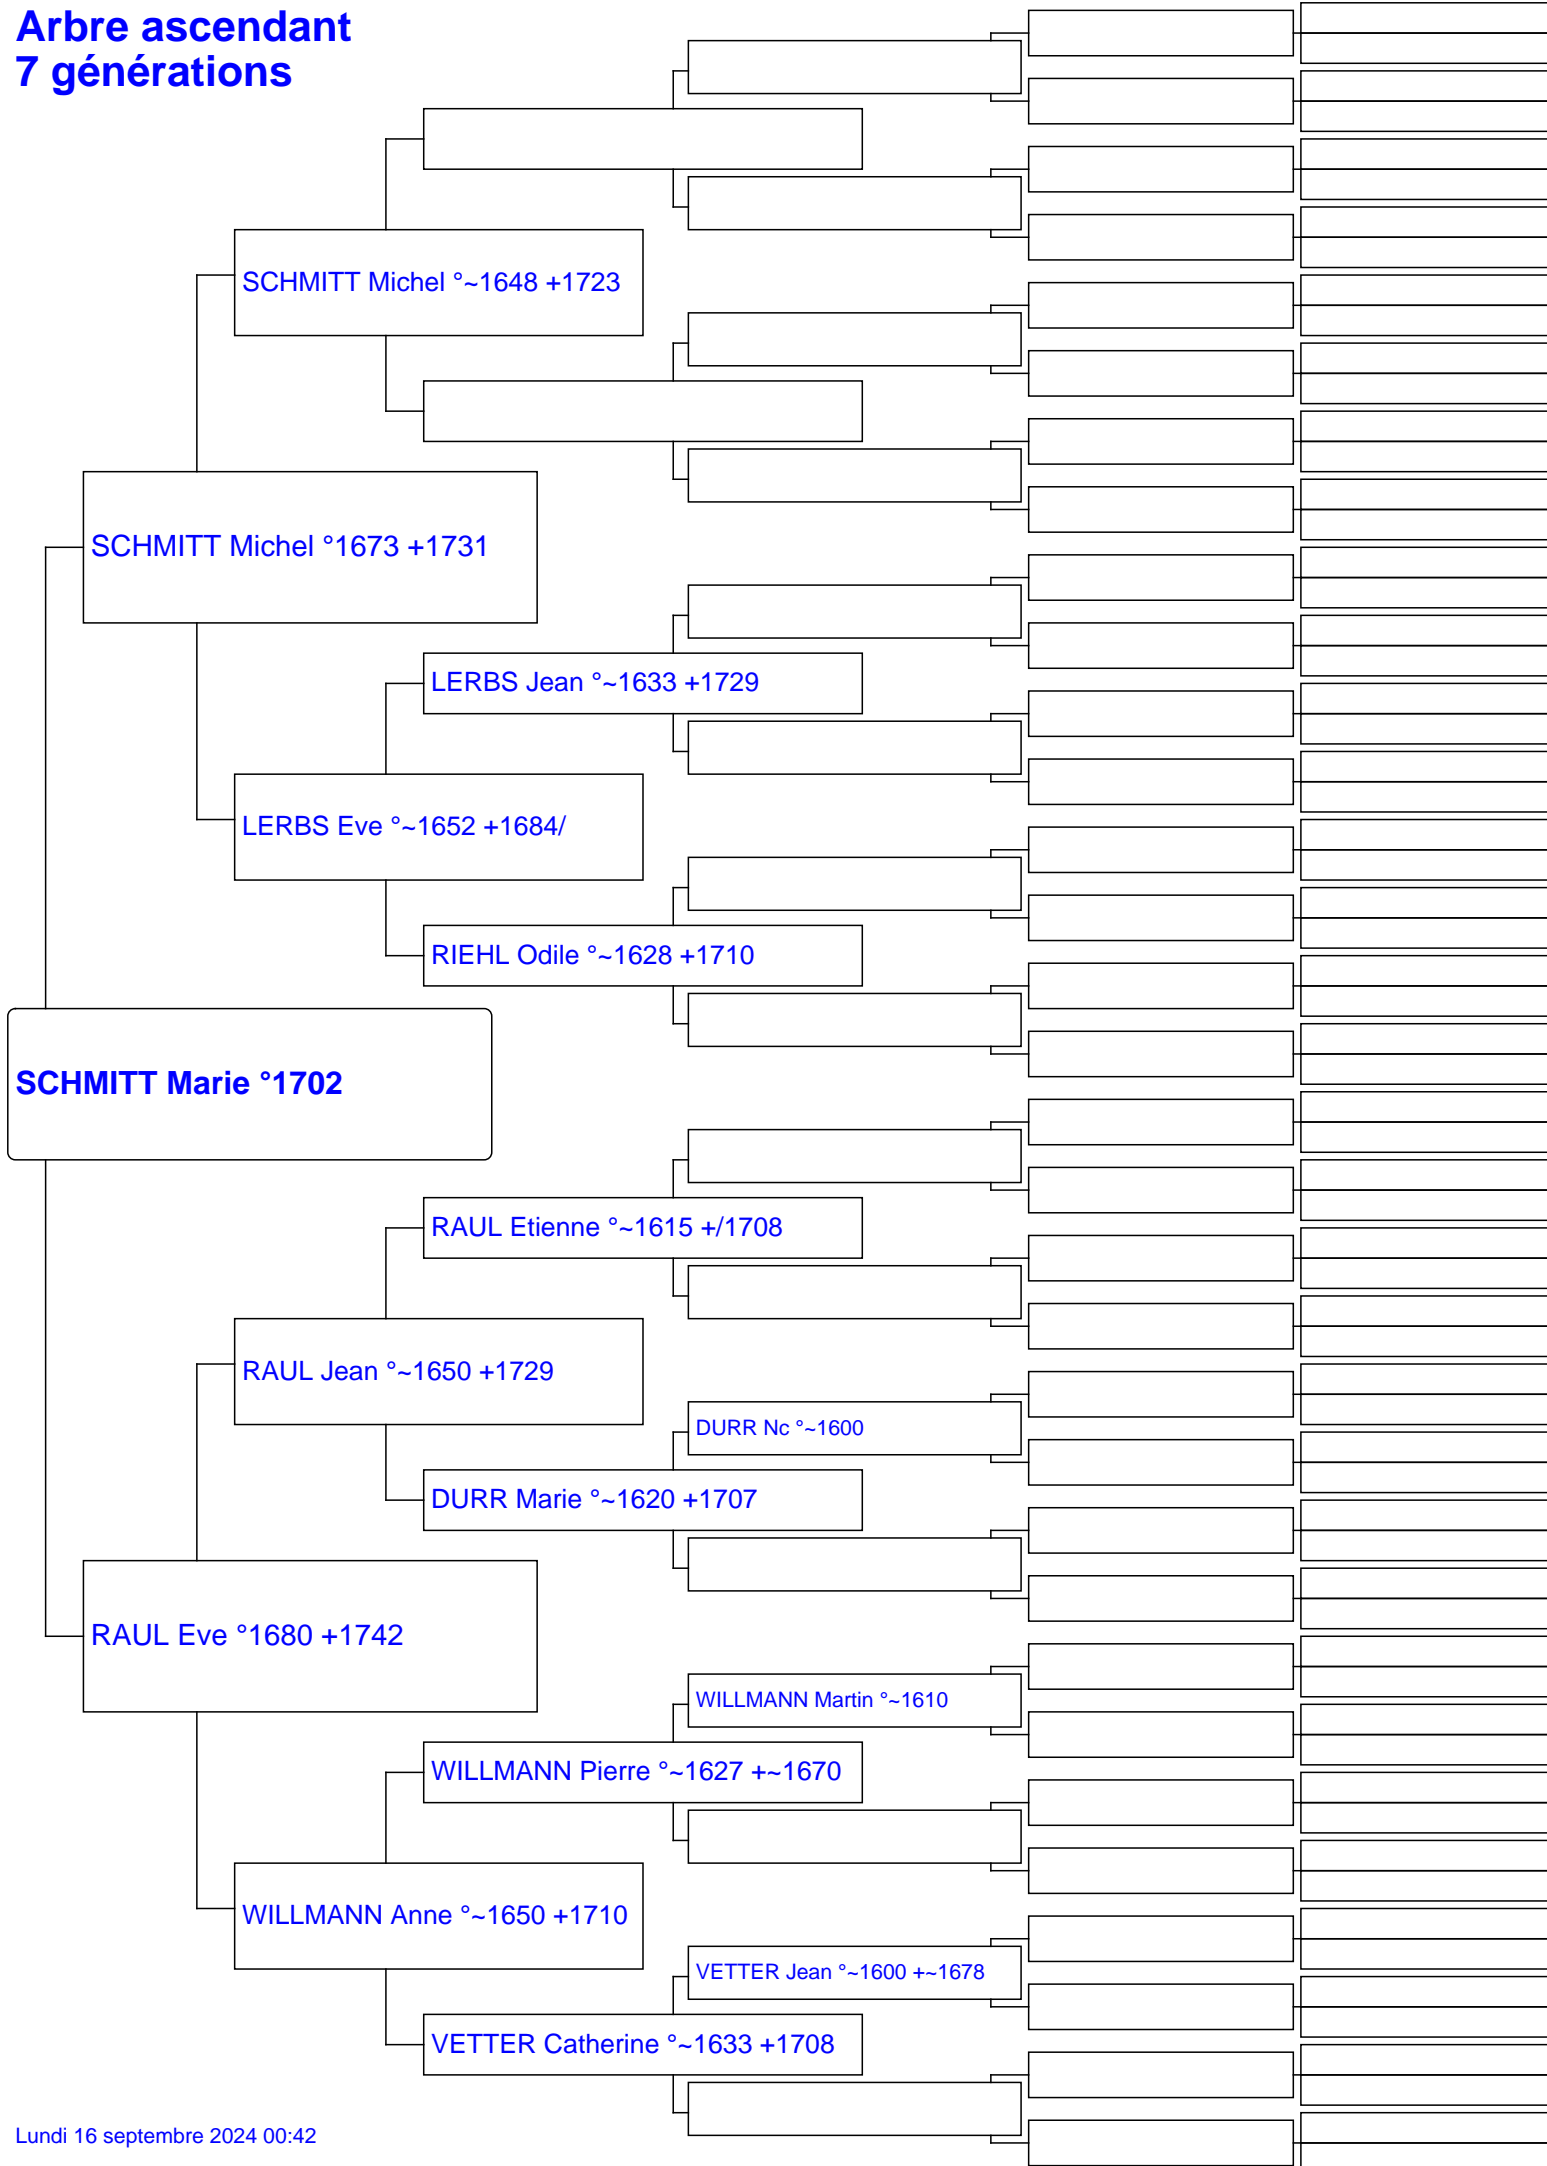 Arbre ascendant
7 générations
SCHMITT Michel °~1648 +1723
SCHMITT Michel °1673 +1731
LERBS Jean °~1633 +1729
LERBS Eve °~1652 +1684/
RIEHL Odile °~1628 +1710
SCHMITT Marie °1702
RAUL Etienne °~1615 +/1708
RAUL Jean °~1650 +1729
DURR Nc °~1600
DURR Marie °~1620 +1707
RAUL Eve °1680 +1742
WILLMANN Martin °~1610
WILLMANN Pierre °~1627 +~1670
WILLMANN Anne °~1650 +1710
VETTER Jean °~1600 +~1678
VETTER Catherine °~1633 +1708
Lundi 16 septembre 2024 00:42